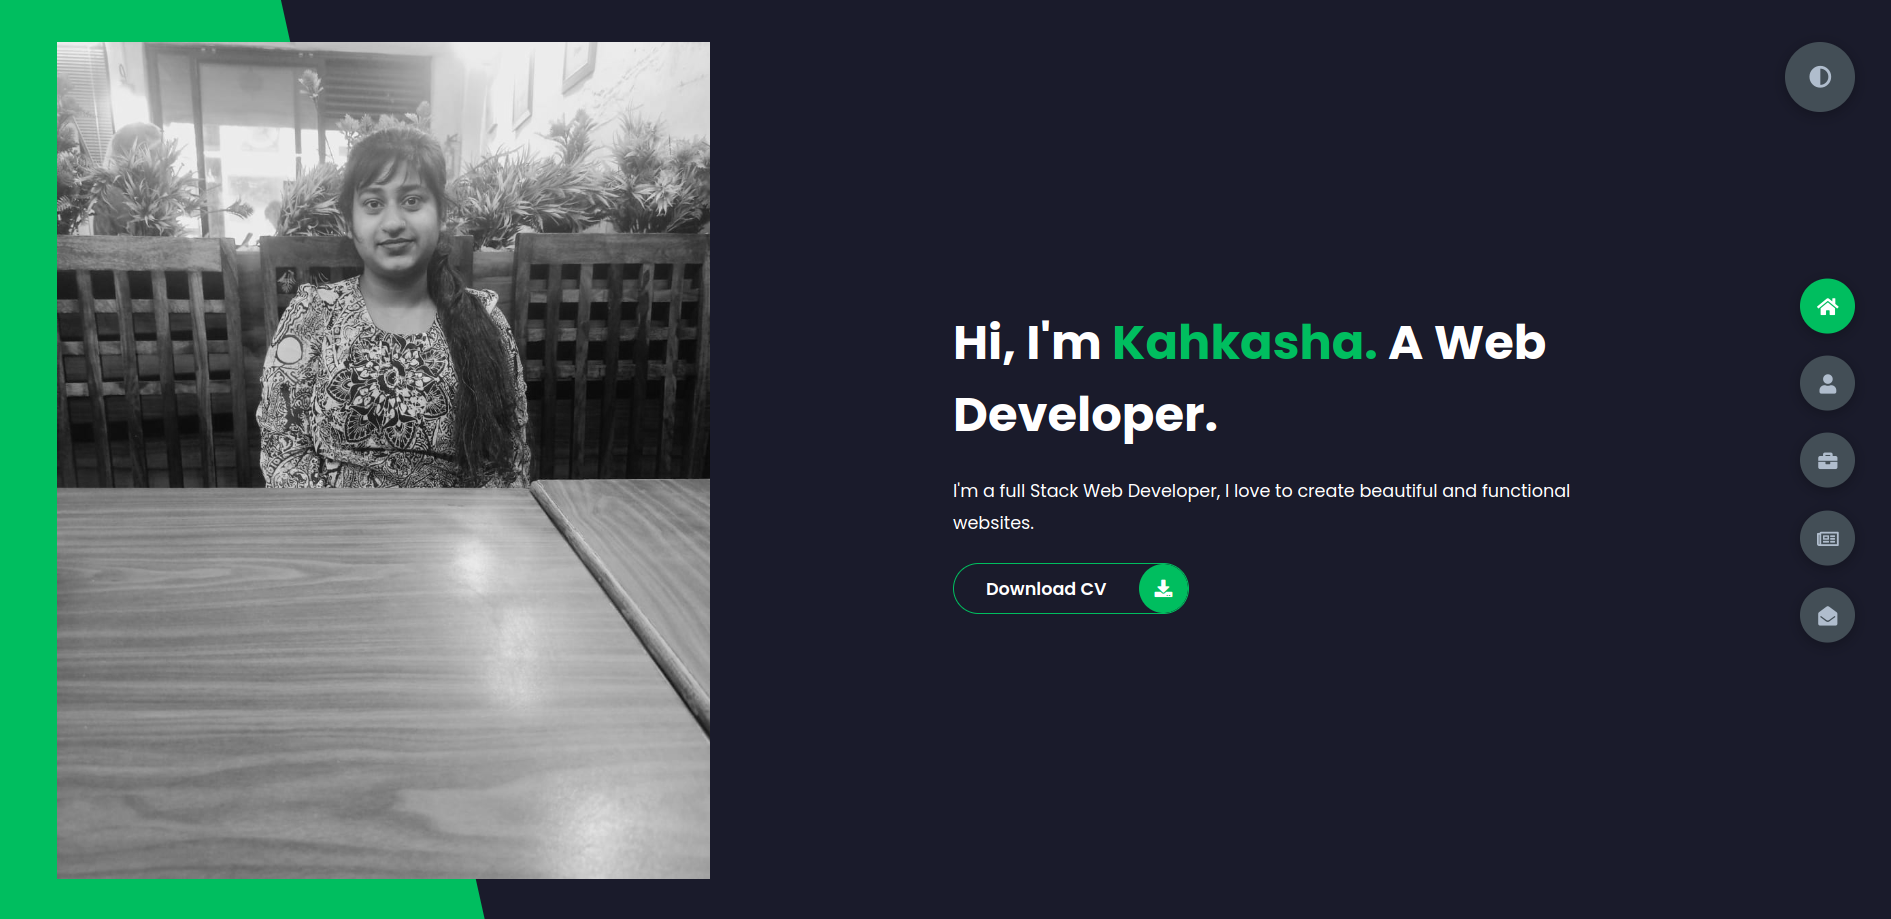 Hi, I'm Kahkasha. A Web
Developer.
I'm a full Stack Web Developer, I love to create beautiful and functional
websites.
Download CV